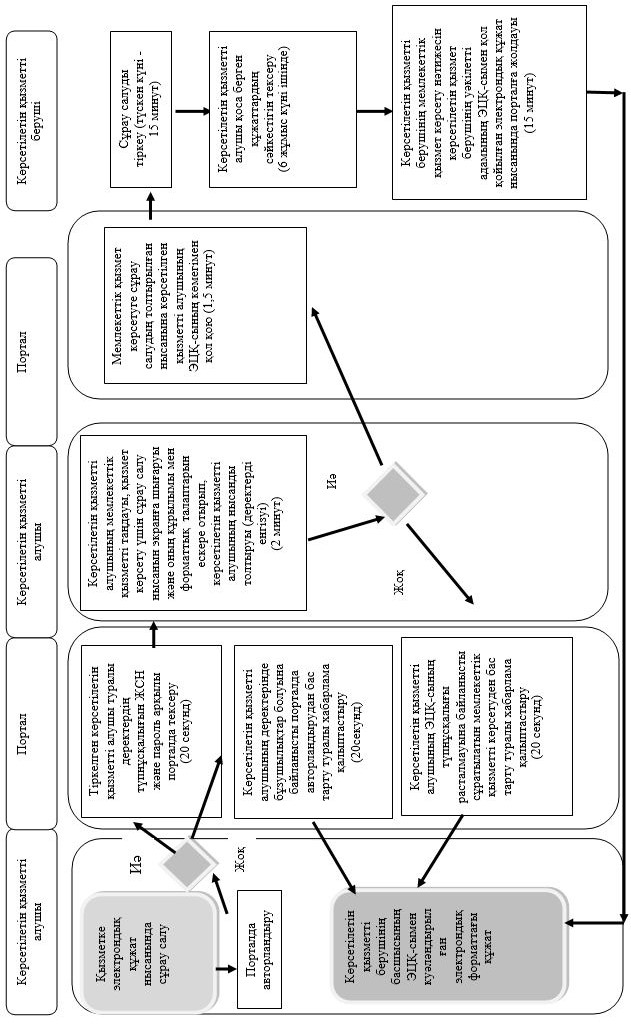 Көрсетілетін қызметті
алушы
Портал
Көрсетілетін қызметті
алушы
Портал
Көрсетілетін қызметті
беруші
Қызметке
электрондық
құжат
нысанында
сұрау салу
Порталда
авторландыру
Иә
Жоқ
Көрсетілетін
қызметті
берушінің
басшысының
ЭЦҚ-сымен
куәландырыл
ған
электрондық
форматтағы
құжат
Тіркелген көрсетілетін
қызметті алушы туралы
деректердің
түпнұсқалығын ЖСН
және пароль арқылы
порталда тексеру
(20 секунд)
Көрсетілетін қызметті
алушының деректерінде
бұзушылықтар болуына
байланысты порталда
авторландырудан бас
тарту туралы хабарлама
қалыптастыру
(20секунд)
Көрсетілетін қызметті
алушының ЭЦҚ-сының
түпнұсқалығы
расталмауына байланысты
сұратылатын мемлекеттік
қызметті көрсетуден бас
тарту туралы хабарлама
қалыптастыру
(20 секунд)
Көрсетілетін қызметті
алушының мемлекеттік
қызметті таңдауы, қызмет
көрсету үшін сұрау салу
нысанын экранға шығаруы
және оның құрылымы мен
форматтық талаптарын
ескере отырып,
көрсетілетін қызметті
алушының нысанды
толтыруы (деректерді
енгізуі)
(2 минут)
Иә
Жоқ
Мемлекеттік қызмет
көрсетуге сұрау
салудың толтырылған
нысанына көрсетілген
қызметті алушының
ЭЦҚ-сының көмегімен
қол қою (1,5 минут)
Сұрау салуды
тіркеу (түскен күні -
15 минут)
Көрсетілетін қызметті
алушы қоса берген
құжаттардың
сәйкестігін тексеру
(6 жұмыс күні ішінде)
Көрсетілетін қызметті
берушінің мемлекеттік
қызмет көрсету нәтижесін
көрсетілетін қызмет
берушінің уәкілетті
адамының ЭЦҚ-сымен қол
қойылған электрондық құжат
нысанында порталға жолдауы
(15 минут)